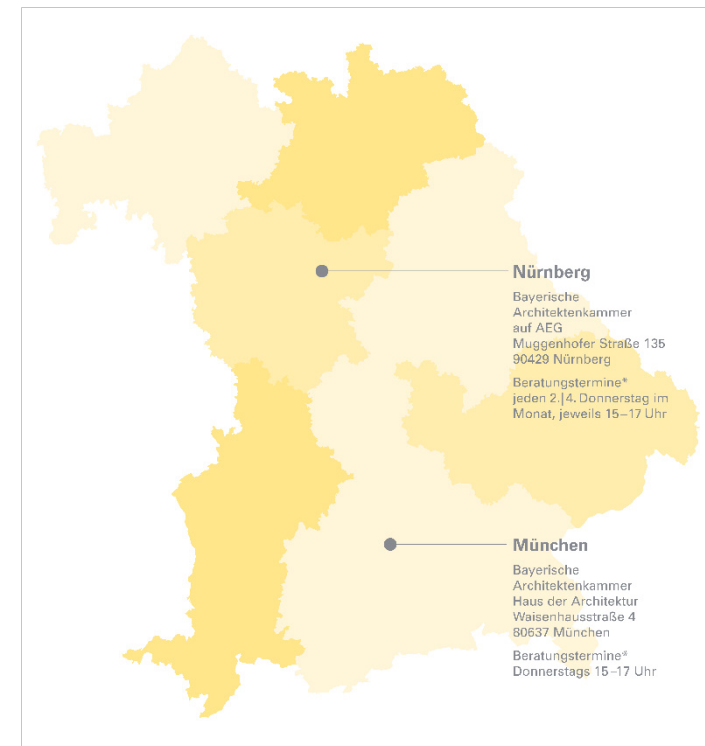 Nürnberg
Bayerische
Architektenkammer
auf AEG
Muggenhofer Straße 135
90429 Nürnberg
Beratungstermine*
jeden 2.|4. Donnerstag im
Monat, jeweils 15–17 Uhr
München
Bayerische
Architektenkammer
Haus der Architektur
Waisenhausstraße 4
80637 München
Beratungstermine*
Donnerstags 15–17 Uhr